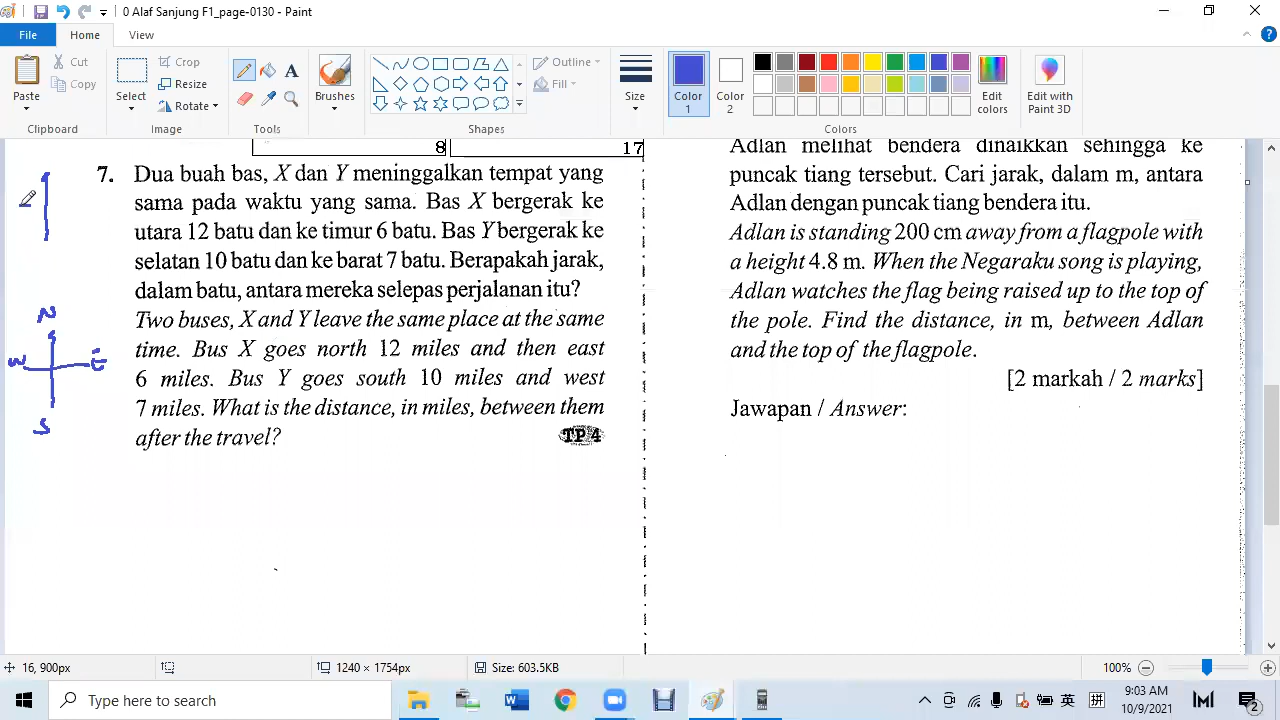 0 Alaf Sanjung F1_page-0130 - Paint
File
Home
View
Paste
Cut
Copy
Clipboard
Select
Crop
Resize
Rotate
Image
Tools
Brushes
Shapes
Outline
Fill
Size
Color 1
Color 2
Edit colors
Edit with Paint 3D
Colors
8
17
7. Dua buah bas, X dan Y meninggalkan tempat yang
sama pada waktu yang sama. Bas X bergerak ke
utara 12 batu dan ke timur 6 batu. Bas Y bergerak ke
selatan 10 batu dan ke barat 7 batu. Berapakah jarak,
dalam batu, antara mereka selepas perjalanan itu?
Two buses, X and Y leave the same place at the same
time. Bus X goes north 12 miles and then east
6 miles. Bus Y goes south 10 miles and west
7 miles. What is the distance, in miles, between them
after the travel?
TP 4
N
W E
S
Adlan melihat bendera dinaikkan sehingga ke
puncak tiang tersebut. Cari jarak, dalam m, antara
Adlan dengan puncak tiang bendera itu.
Adlan is standing 200 cm away from a flagpole with
a height 4.8 m. When the Negaraku song is playing,
Adlan watches the flag being raised up to the top of
the pole. Find the distance, in m, between Adlan
and the top of the flagpole.
[2 markah / 2 marks]
Jawapan / Answer:
16, 900px
1240 × 1754px
Size: 603.5KB
100%
Type here to search
英
拼
9:03 AM
10/9/2021
2